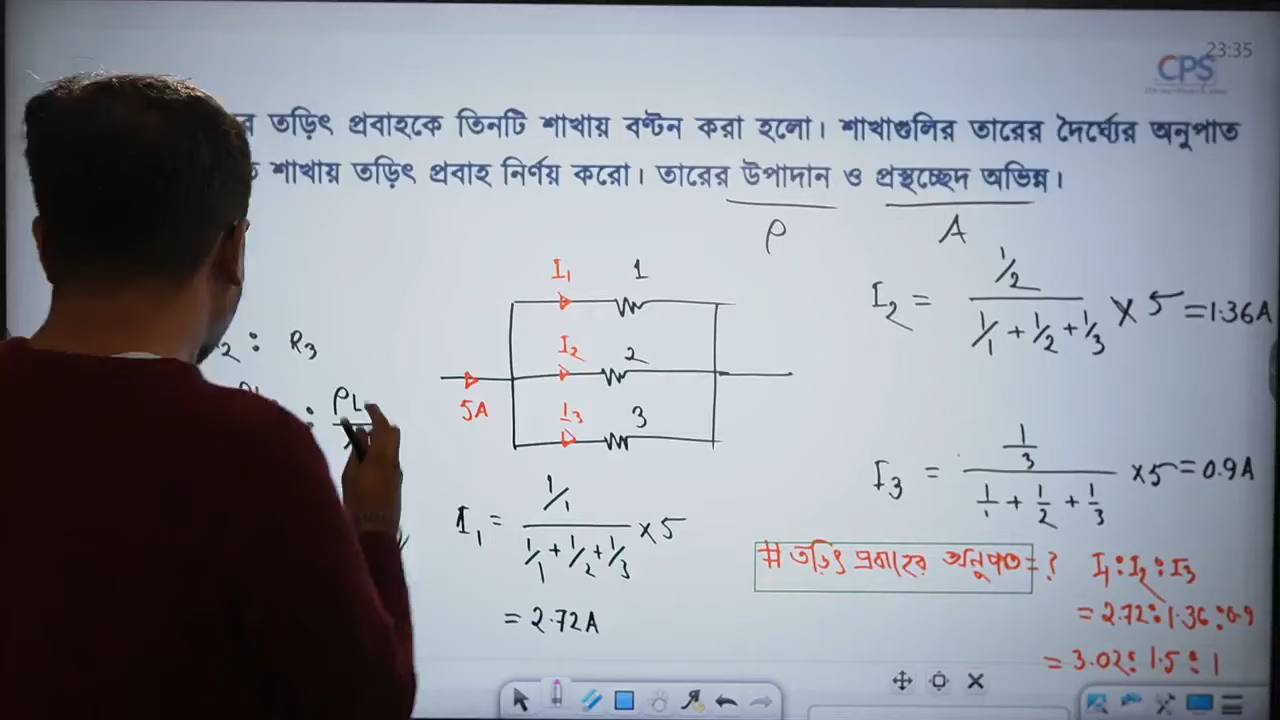 23:35
CPS
তড়িৎ প্রবাহকে তিনটি শাখায় বণ্টন করা হলো। শাখাগুলির তারের দৈর্ঘ্যের অনুপাত
শাখায় তড়িৎ প্রবাহ নির্ণয় করো। তারের উপাদান ও প্রস্থচ্ছেদ অভিন্ন।
ρ A
I₁ 1
I₂ 2
I₃ 3
5A
₂ : R₃
: ρL
I₁ = (1/1)/(1/1 + 1/2 + 1/3) × 5
= 2.72A
I₂ = (1/2)/(1/1 + 1/2 + 1/3) × 5 = 1.36A
I₃ = (1/3)/(1/1 + 1/2 + 1/3) × 5 = 0.9A
# তড়িৎ প্রবাহের অনুপাত = ? I₁ : I₂ : I₃
= 2.72 : 1.36 : 0.9
= 3.02 : 1.5 : 1